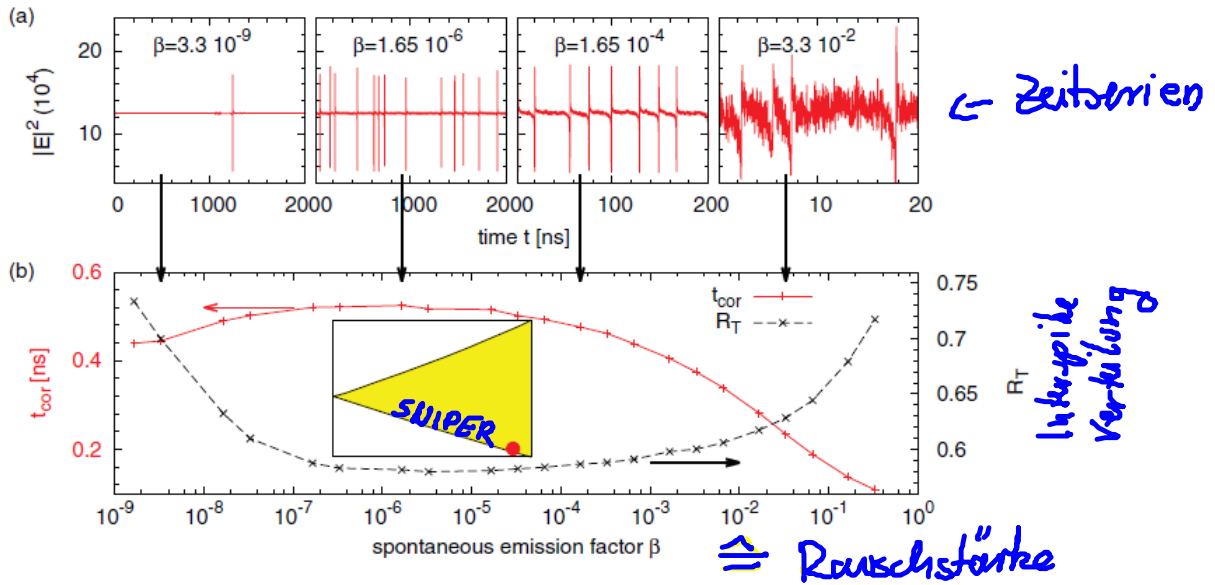 (a)
β=3.3 10⁻⁹ β=1.65 10⁻⁶ β=1.65 10⁻⁴ β=3.3 10⁻²
|E|² (10⁴)
20
10
← Zeitserien
0 1000 2000 1000 2000 100 200 10 20
time t [ns]
(b)
0.6
0.4
0.2
t_cor [ns]
t_cor
R_T
SNIPER
0.75
0.7
0.65
0.6
R_T
Interspike
verteilung
10⁻⁹ 10⁻⁸ 10⁻⁷ 10⁻⁶ 10⁻⁵ 10⁻⁴ 10⁻³ 10⁻² 10⁻¹ 10⁰
spontaneous emission factor β
≙ Rauschstärke